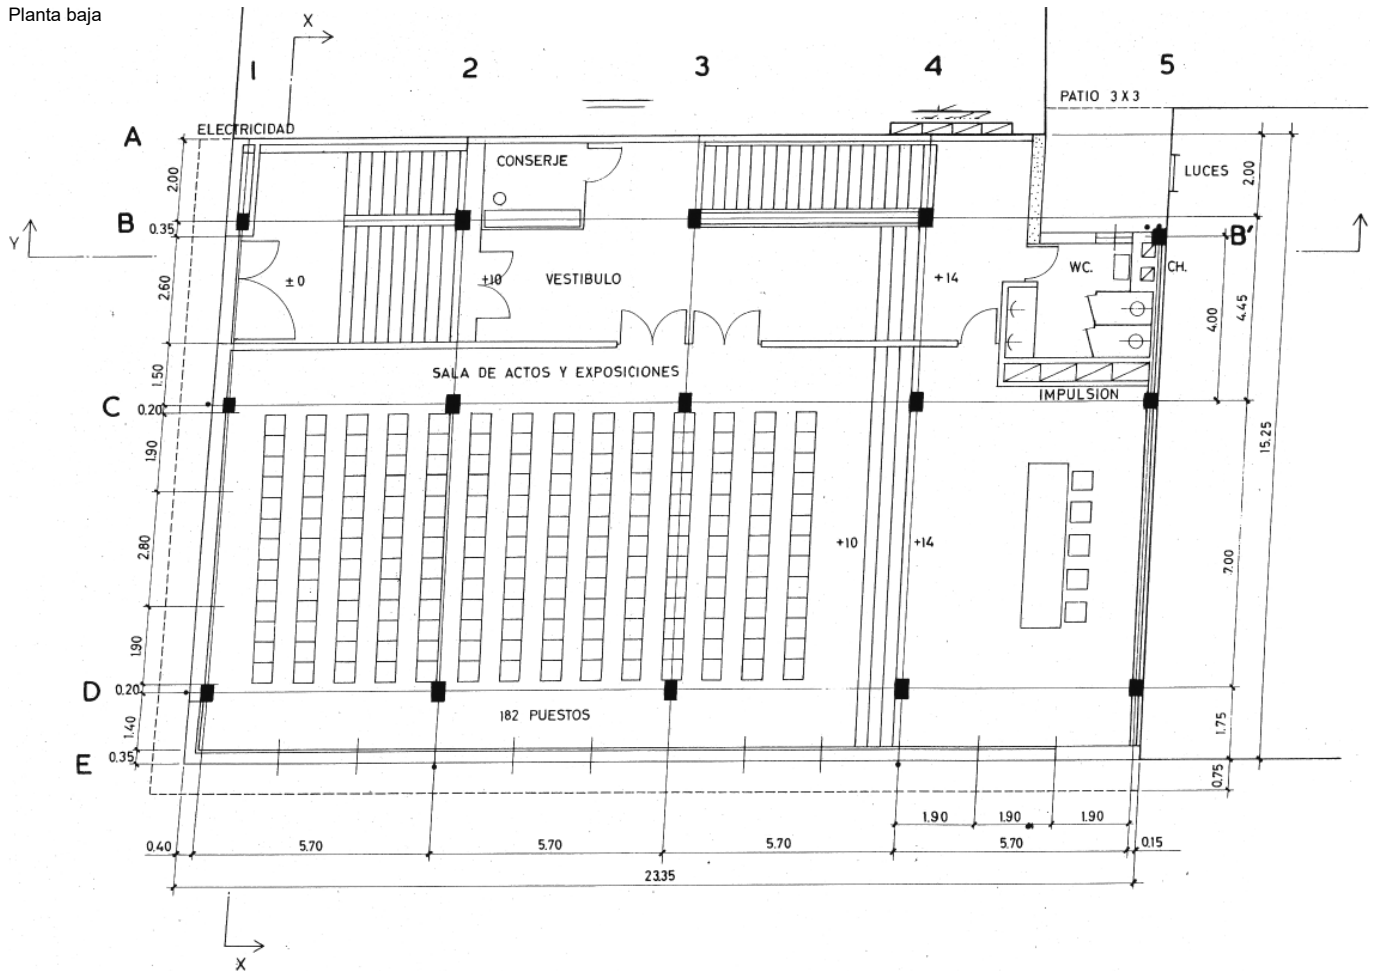 Planta baja
X
1
2
3
4
5
PATIO 3X3
A
ELECTRICIDAD
CONSERJE
LUCES
2.00
2.00
B
0.35
Y
B'
±0
+10
VESTIBULO
+14
WC.
CH.
2.60
4.00
4.45
1.50
SALA DE ACTOS Y EXPOSICIONES
IMPULSION
C
0.20
1.90
15.25
2.80
+10
+14
7.00
1.90
D
0.20
182 PUESTOS
1.40
1.75
E
0.35
0.75
1.90
1.90
1.90
0.40
5.70
5.70
5.70
5.70
0.15
23.35
X